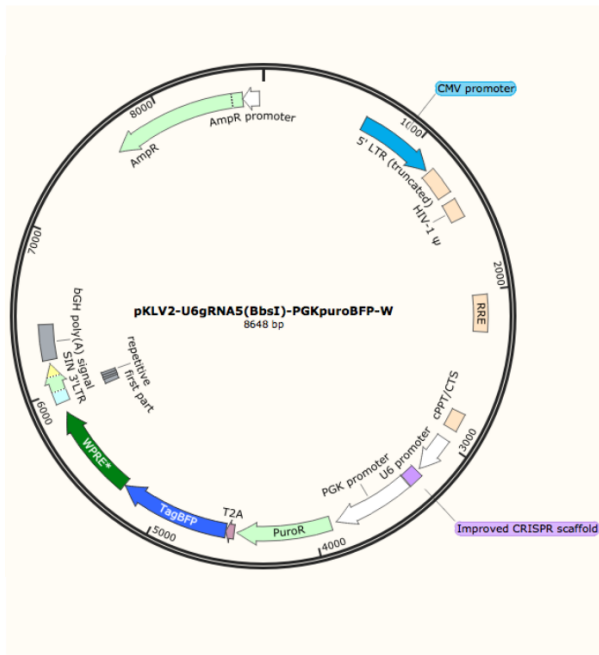 CMV promoter
8000
AmpR promoter
AmpR
1000
5' LTR (truncated)
HIV-1 Ψ
7000
2000
bGH poly(A) signal
SIN 3'LTR
repetitive
first part
pKLV2-U6gRNA5(BbsI)-PGKpuroBFP-W
8648 bp
RRE
6000
cPPT/CTS
3000
U6 promoter
PGK promoter
WPRE*
TagBFP
T2A
PuroR
5000
4000
Improved CRISPR scaffold